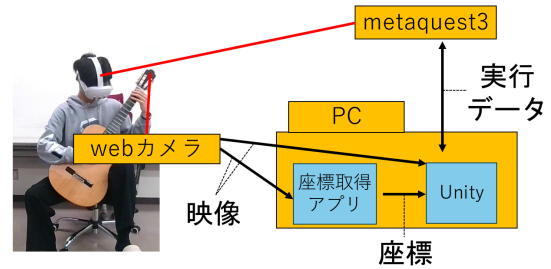 metaquest3
実行
データ
PC
webカメラ
映像
座標取得
アプリ
Unity
座標